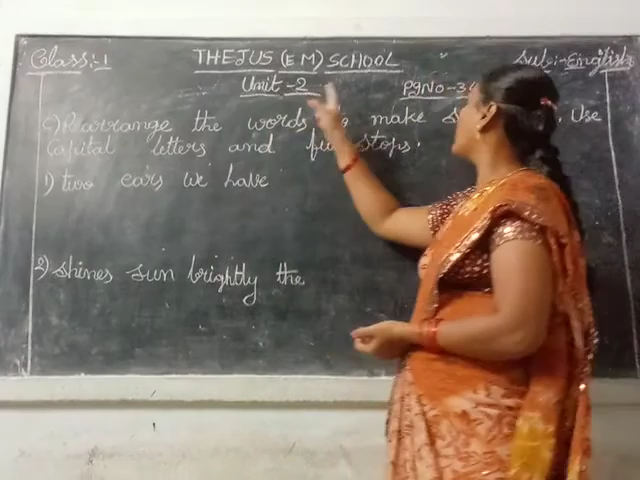 Class:-1 THEJUS (E M) SCHOOL Sub:-English
Unit-2 PgNo-34
C) Rearrange the words make Use
Capital letters and full stops.
1) two ears we have
2) shines sun brightly the